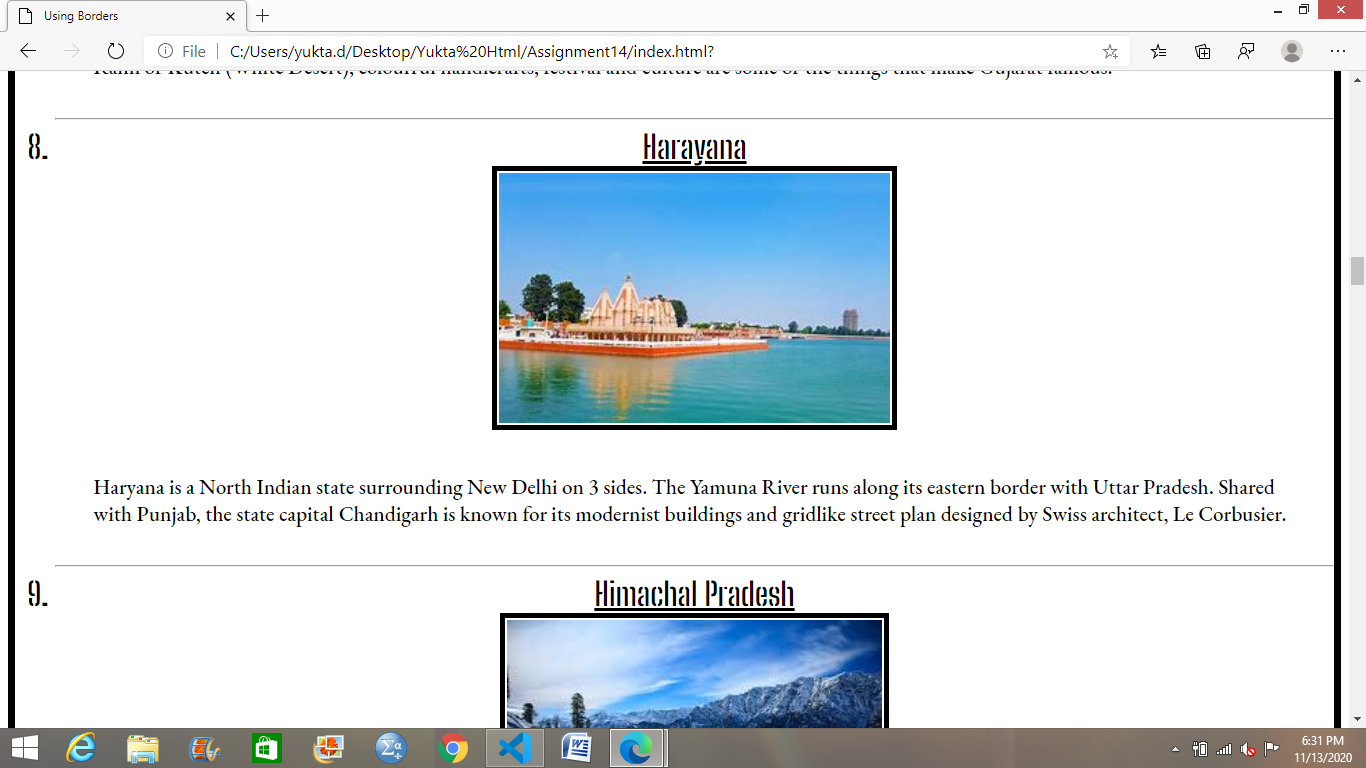 Using Borders
File
C:/Users/yukta.d/Desktop/Yukta%20Html/Assignment14/index.html?
Rann of Kutch (White Desert), colourful handicrafts, festival and culture are some of the things that make Gujarat famous.
8.
Harayana
Haryana is a North Indian state surrounding New Delhi on 3 sides. The Yamuna River runs along its eastern border with Uttar Pradesh. Shared
with Punjab, the state capital Chandigarh is known for its modernist buildings and gridlike street plan designed by Swiss architect, Le Corbusier.
9.
Himachal Pradesh
6:31 PM
11/13/2020